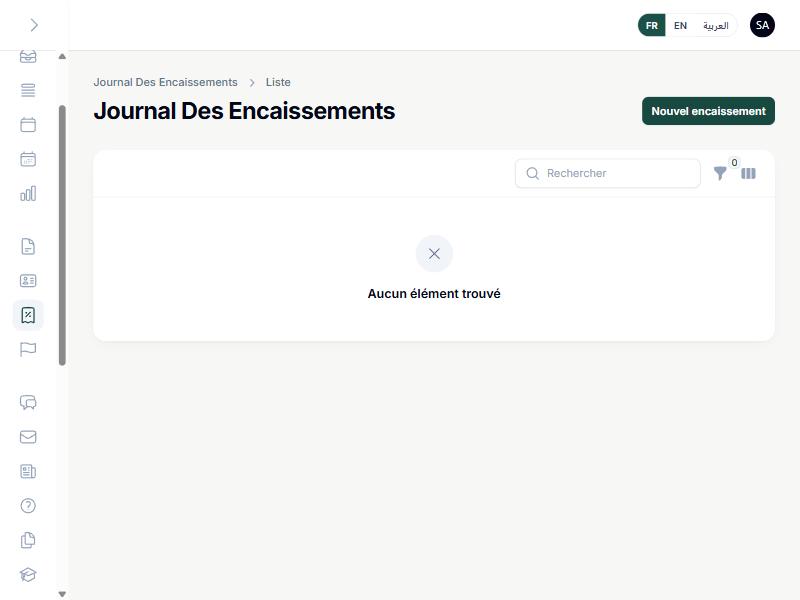 FR EN العربية SA
Journal Des Encaissements Liste
Journal Des Encaissements
Nouvel encaissement
Rechercher
0
Aucun élément trouvé